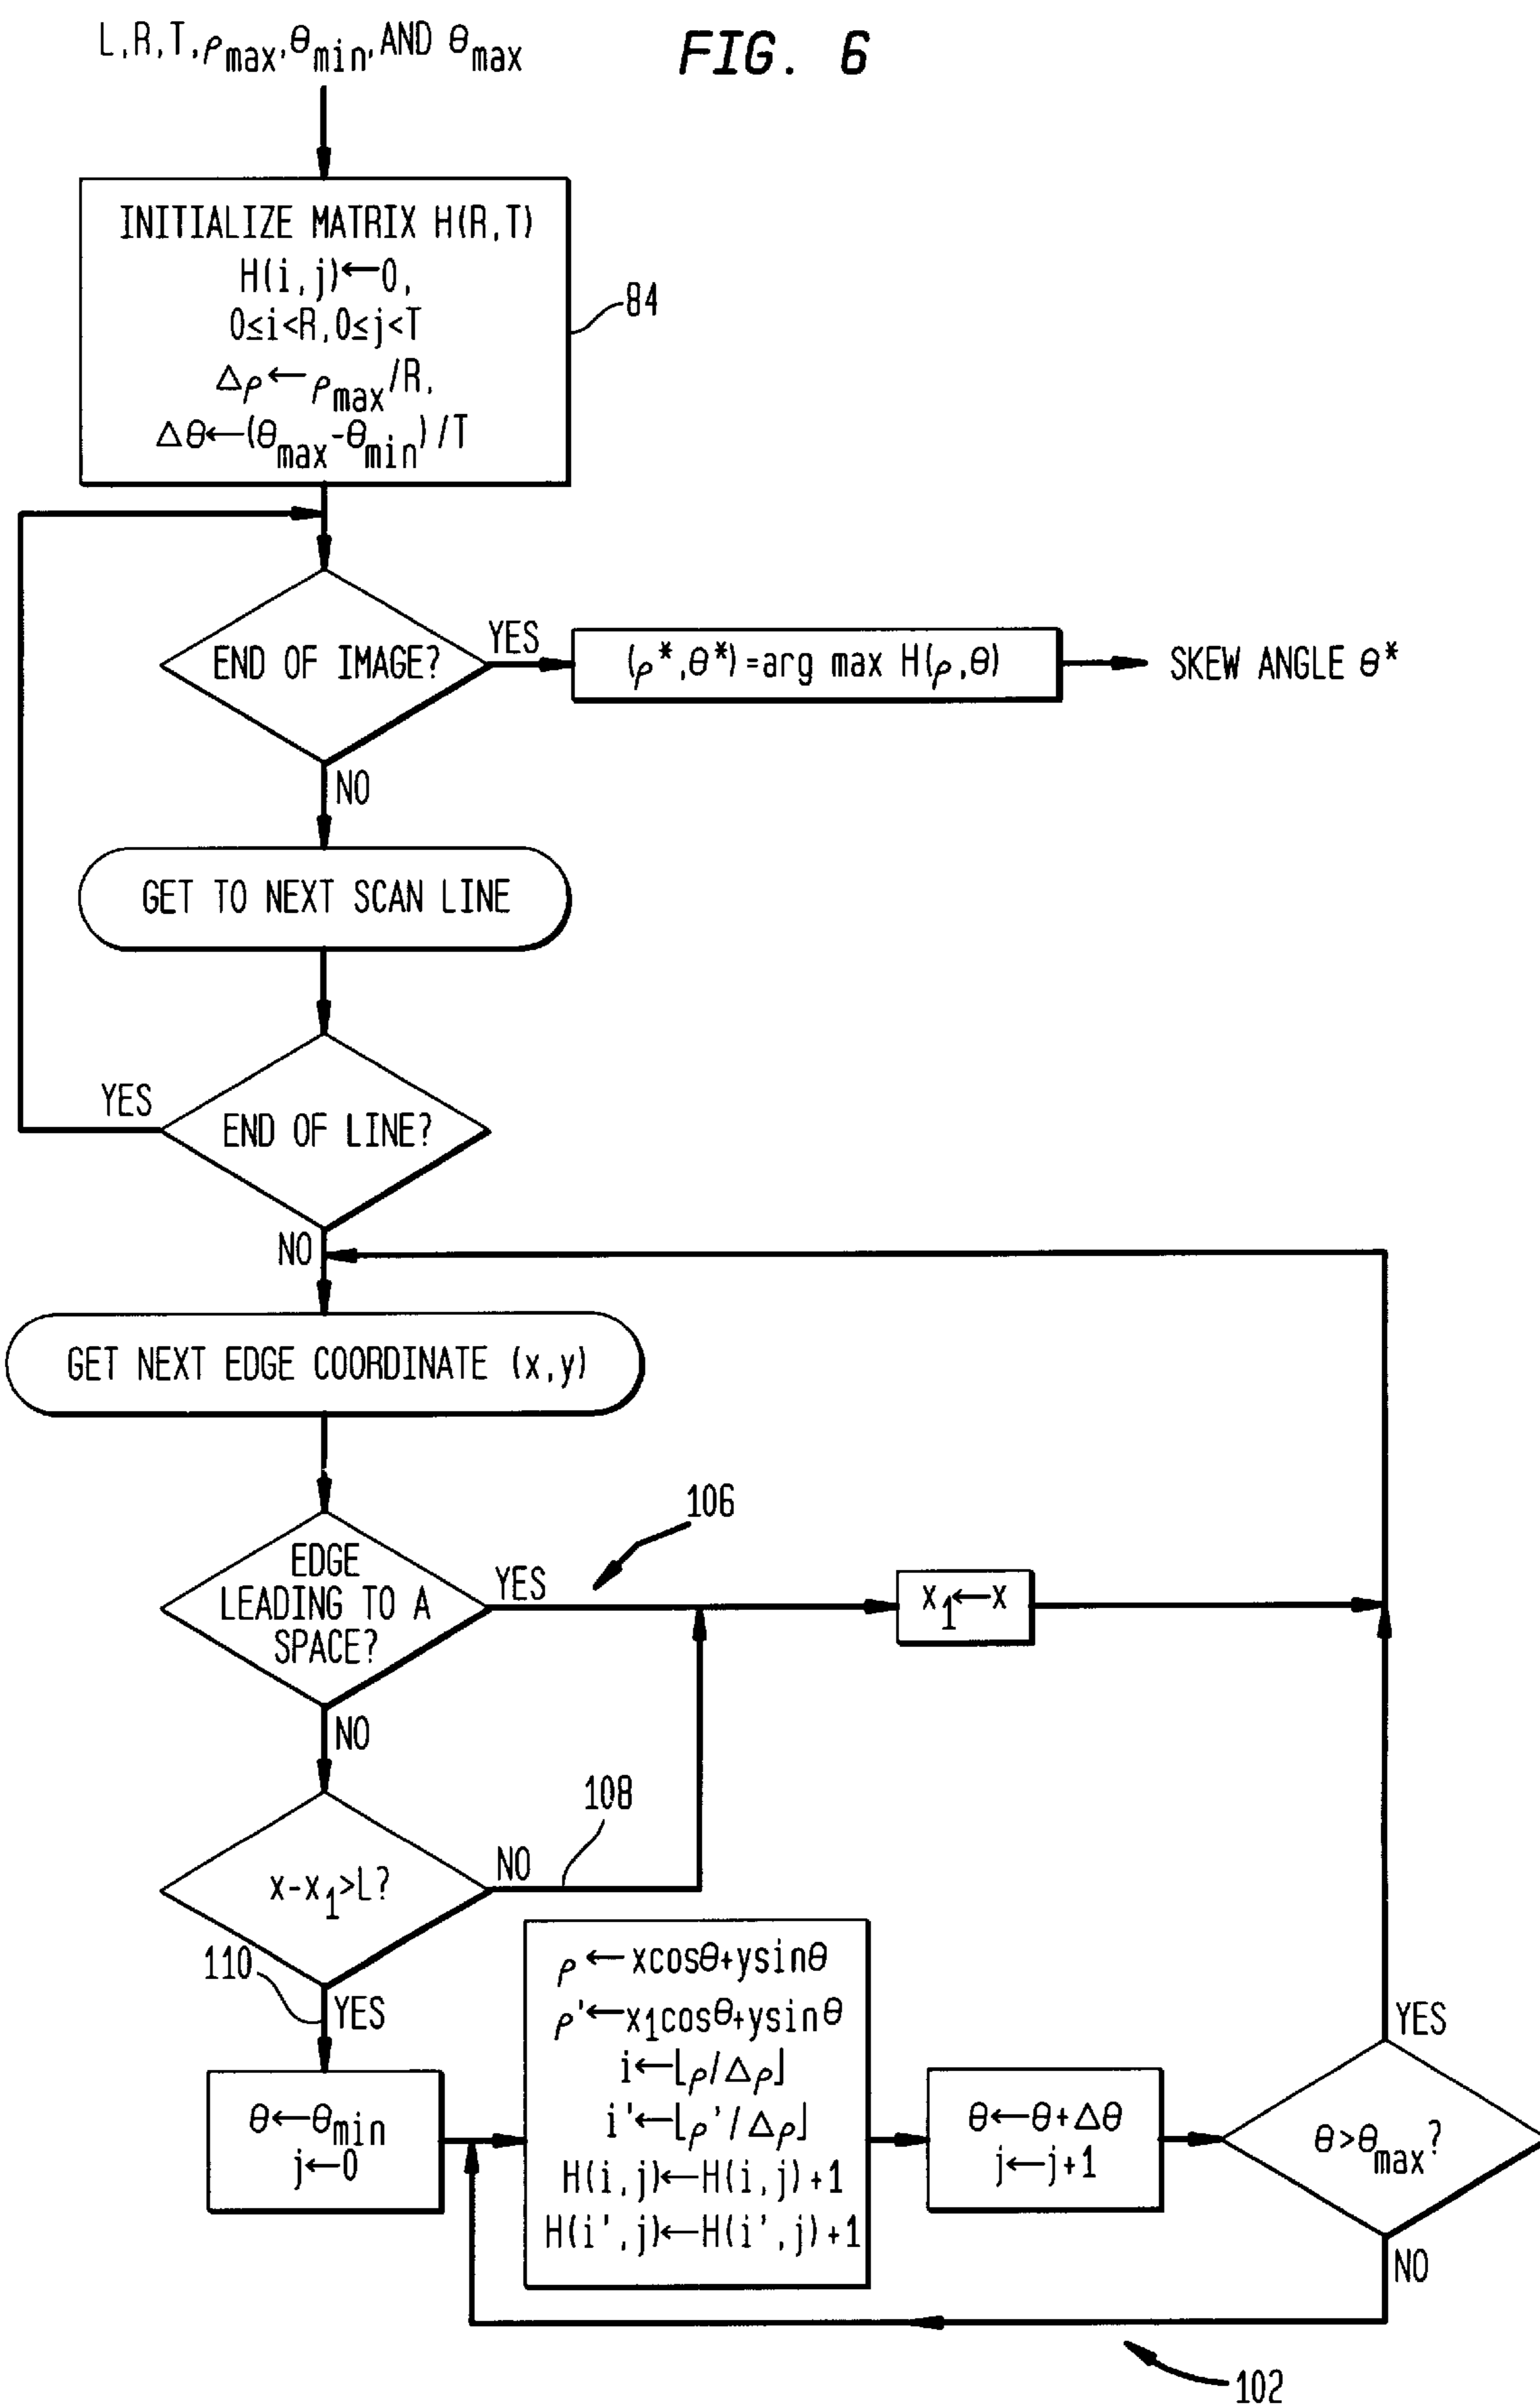 L,R,T,ρmax,θmin,AND θmax
FIG. 6
INITIALIZE MATRIX H(R,T)
H(i,j)←0,
0≤i<R,0≤j<T
Δρ←ρmax/R,
Δθ←(θmax-θmin)/T
84
END OF IMAGE?
YES
(ρ*,θ*)=arg max H(ρ,θ)
SKEW ANGLE θ*
NO
GET TO NEXT SCAN LINE
YES
END OF LINE?
NO
GET NEXT EDGE COORDINATE (x,y)
106
EDGE
LEADING TO A
SPACE?
YES
x1←x
NO
108
x-x1>L?
NO
110
YES
θ←θmin
j←0
ρ←xcosθ+ysinθ
ρ'←x1cosθ+ysinθ
i←⌊ρ/Δρ⌋
i'←⌊ρ'/Δρ⌋
H(i,j)←H(i,j)+1
H(i',j)←H(i',j)+1
θ←θ+Δθ
j←j+1
YES
θ>θmax?
NO
102